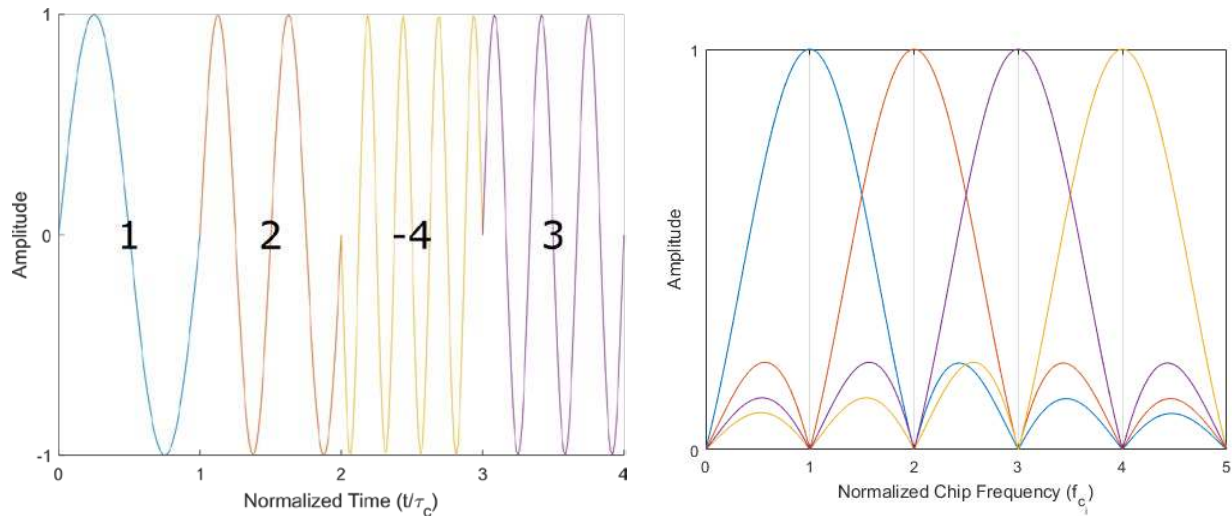 1
Amplitude
0
-1
1 2 -4 3
0 1 2 3 4
Normalized Time (t/τc)
1
Amplitude
0
0 1 2 3 4 5
Normalized Chip Frequency (fci)